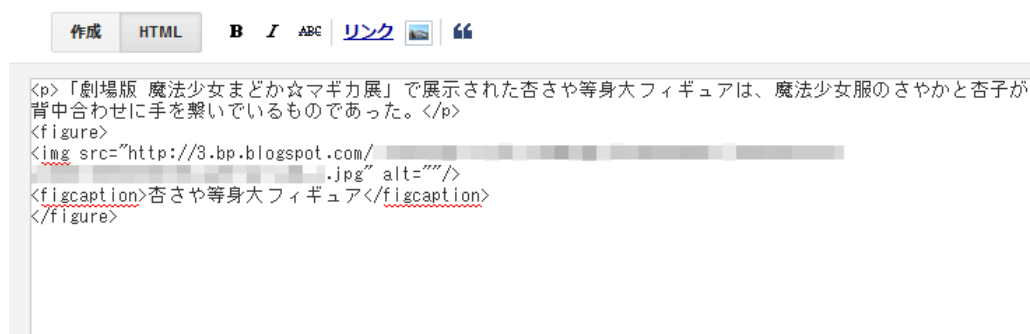 作成 HTML B I ABC リンク
<p>「劇場版 魔法少女まどか☆マギカ展」で展示された杏さや等身大フィギュアは、魔法少女服のさやかと杏子が
背中合わせに手を繋いでいるものであった。</p>
<figure>
<img src="http://3.bp.blogspot.com/
.jpg" alt=""/>
<figcaption>杏さや等身大フィギュア</figcaption>
</figure>